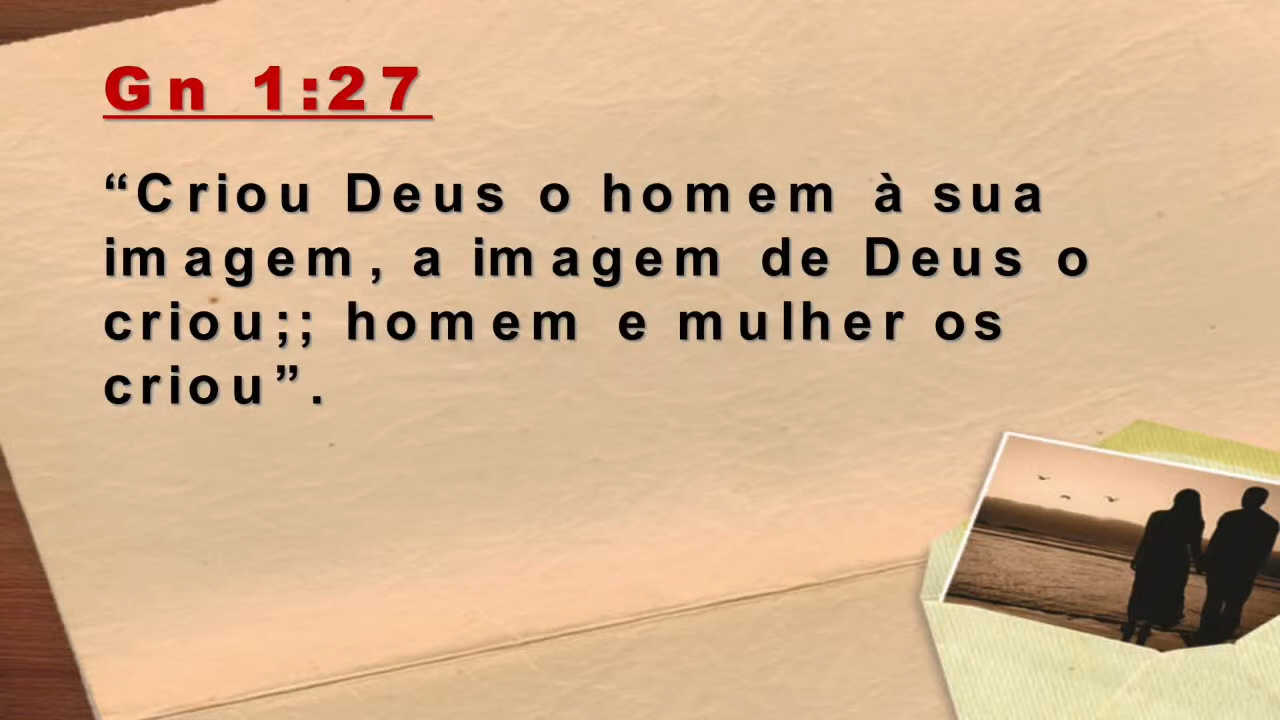 Gn 1:27
“Criou Deus o homem à sua
imagem, a imagem de Deus o
criou;; homem e mulher os
criou”.